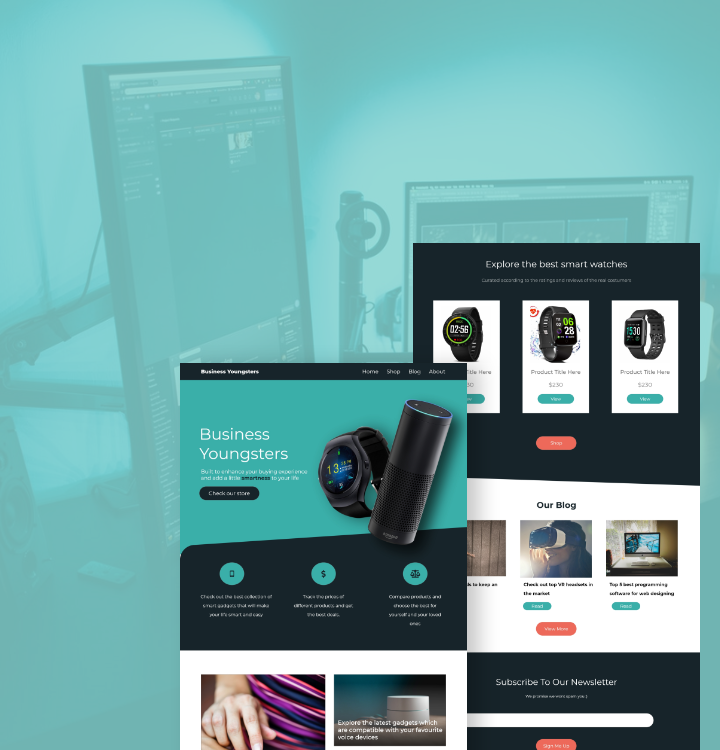 Explore the best smart watches
Curated according to the ratings and reviews of the real costumers
02:56
06
28
Title Here
Product Title Here
Product Title Here
$230
$230
View
View
Shop
Business Youngsters
Home Shop Blog About
Business
Youngsters
Built to enhance your buying experience
and add a little smartness to your life
Check our store
Check out the best collection of
smart gadgets that will make
your life smart and easy
Track the prices of
different products and get
the best deals.
Compare products and
choose the best for
yourself and your loved
ones.
Our Blog
to keep an
Check out top VR headsets in
the market
Read
Top 5 best programming
software for web designing
Read
View More
Explore the latest gadgets which
are compatible with your favourite
voice devices
Subscribe To Our Newsletter
We promise we wont spam you :)
Sign Me Up